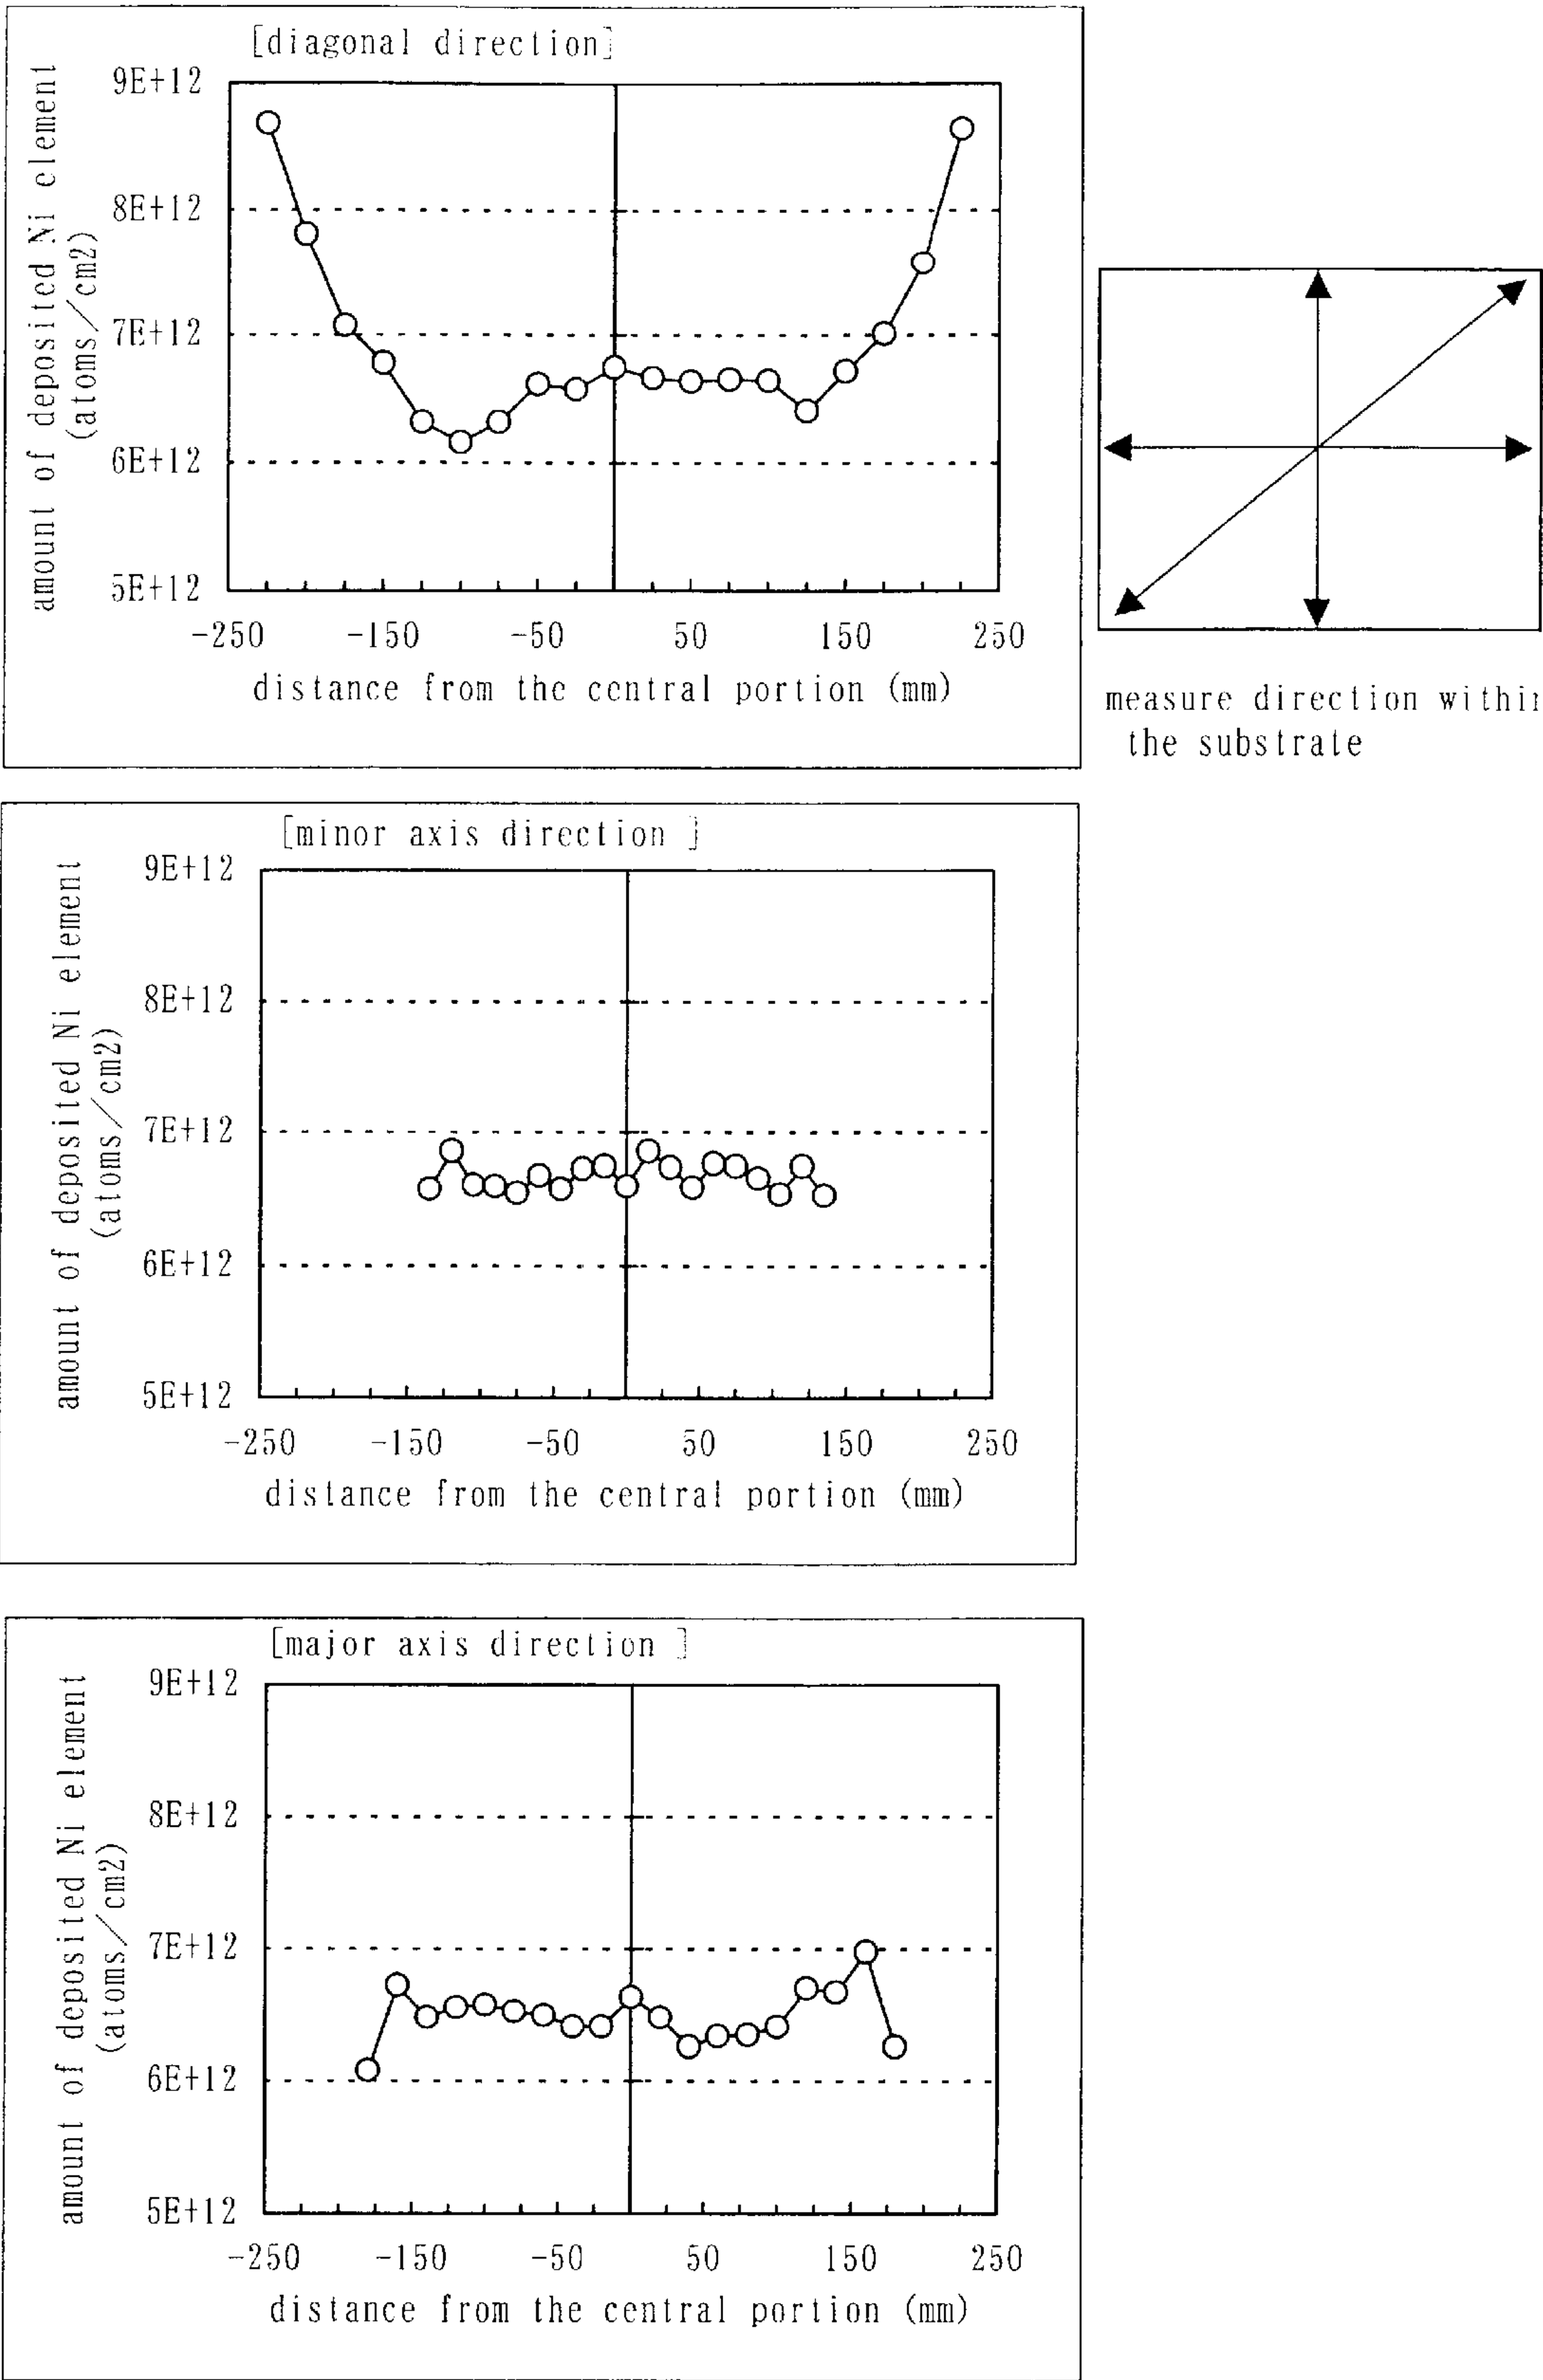 [diagonal direction]
amount of deposited Ni element
(atoms/cm2)
9E+12
8E+12
7E+12
6E+12
5E+12
-250 -150 -50 50 150 250
distance from the central portion (mm)
measure direction within
the substrate
[minor axis direction ]
amount of deposited Ni element
(atoms/cm2)
9E+12
8E+12
7E+12
6E+12
5E+12
-250 -150 -50 50 150 250
distance from the central portion (mm)
[major axis direction ]
amount of deposited Ni element
(atoms/cm2)
9E+12
8E+12
7E+12
6E+12
5E+12
-250 -150 -50 50 150 250
distance from the central portion (mm)